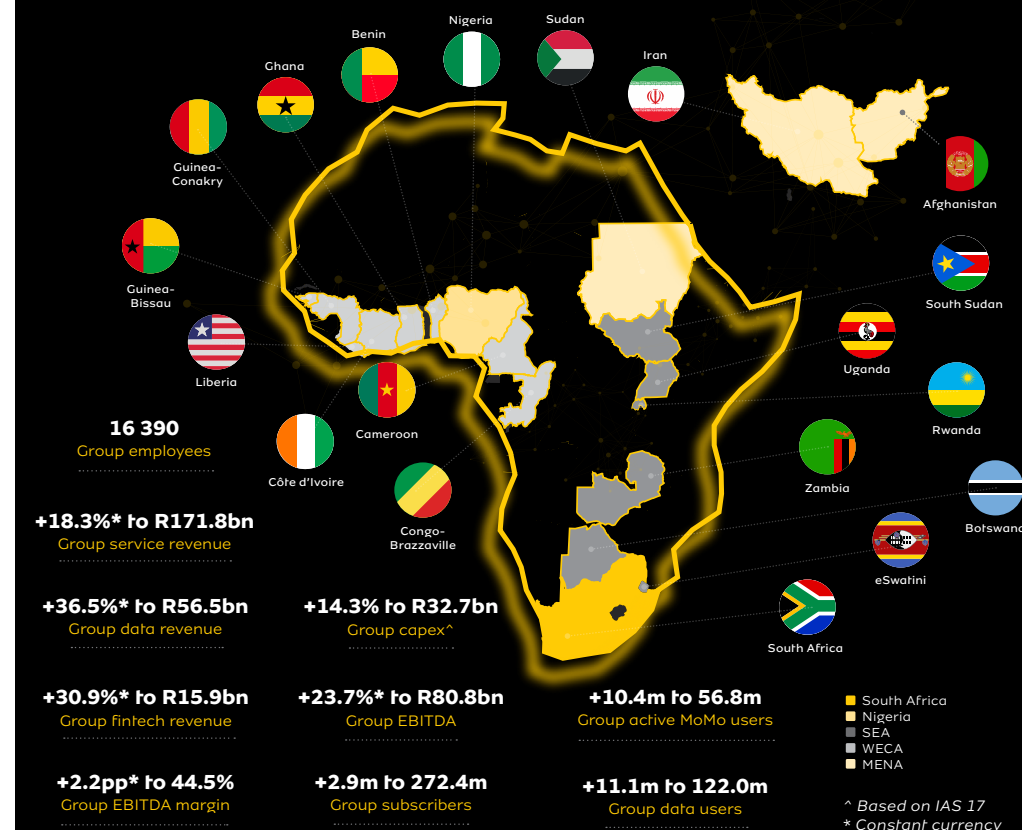 Nigeria
Sudan
Benin
Iran
Ghana
Guinea-
Conakry
Afghanistan
Guinea-
Bissau
South Sudan
Liberia
Uganda
16 390
Group employees
Cameroon
Rwanda
Côte d'Ivoire
Zambia
+18.3%* to R171.8bn
Group service revenue
Congo-
Brazzaville
Botswana
eSwatini
+36.5%* to R56.5bn
Group data revenue
+14.3% to R32.7bn
Group capex^
South Africa
+30.9%* to R15.9bn
Group fintech revenue
+23.7%* to R80.8bn
Group EBITDA
+10.4m to 56.8m
Group active MoMo users
South Africa
Nigeria
SEA
WECA
MENA
+2.2pp* to 44.5%
Group EBITDA margin
+2.9m to 272.4m
Group subscribers
+11.1m to 122.0m
Group data users
^ Based on IAS 17
* Constant currency